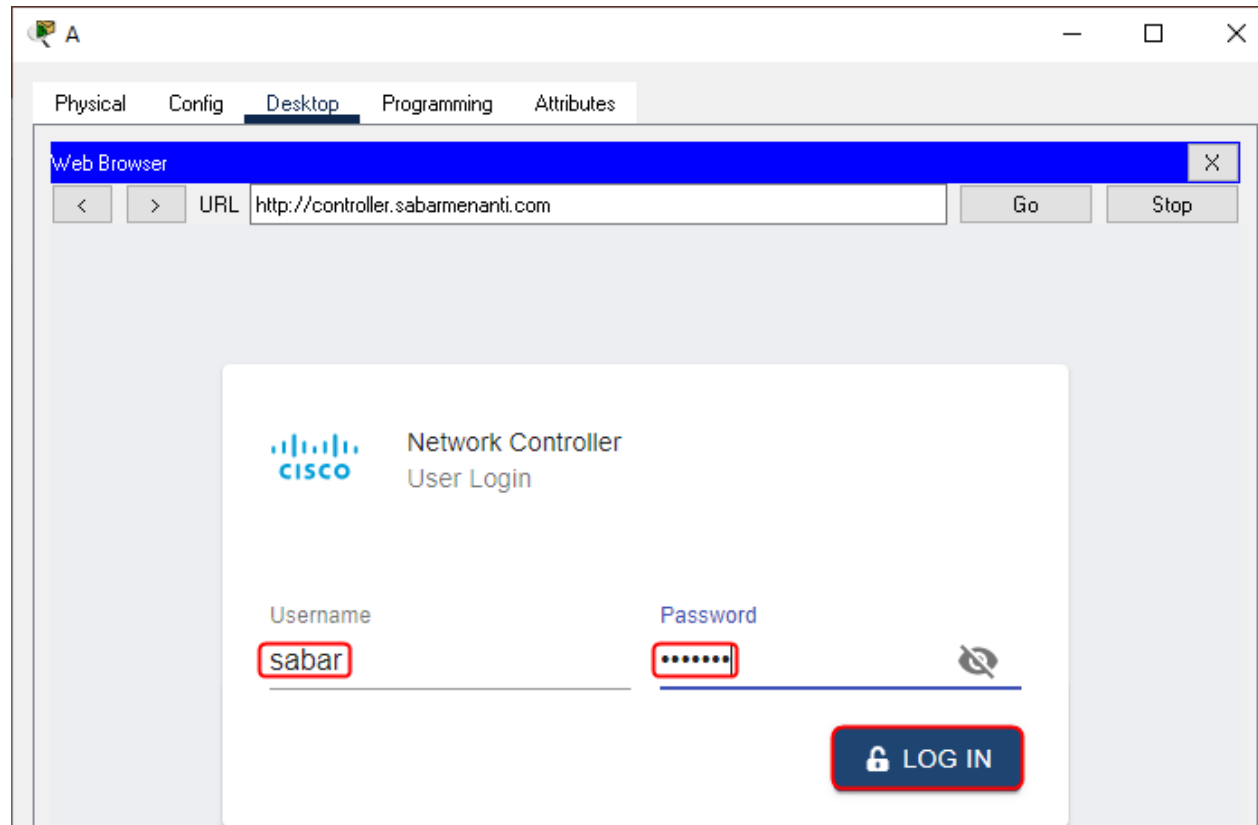 A
Physical Config Desktop Programming Attributes
Web Browser X
< > URL http://controller.sabarmenanti.com Go Stop
CISCO
Network Controller
User Login
Username Password
sabar •••••••
LOG IN